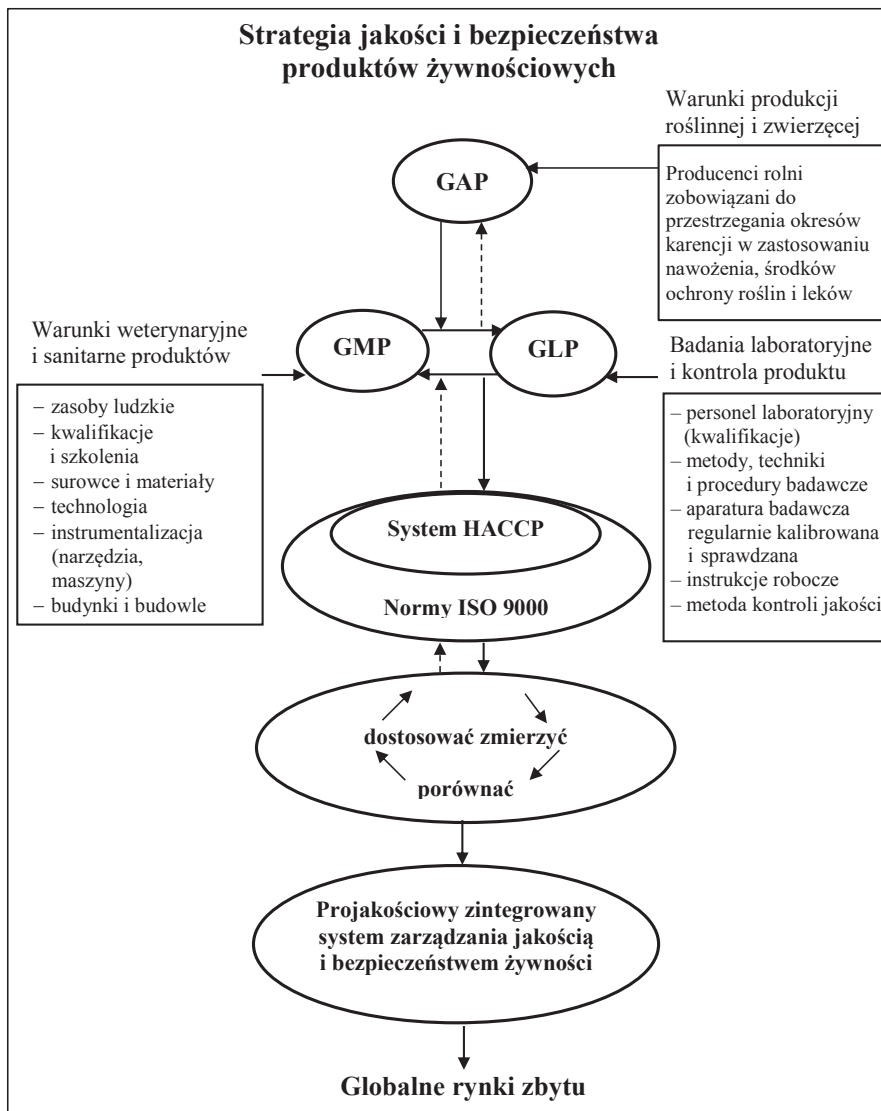 Strategia jakości i bezpieczeństwa
produktów żywnościowych
Warunki produkcji
roślinnej i zwierzęcej
GAP
Producenci rolni
zobowiązani do
przestrzegania okresów
karencji w zastosowaniu
nawożenia, środków
ochrony roślin i leków
Warunki weterynaryjne
i sanitarne produktów
GMP
GLP
Badania laboratoryjne
i kontrola produktu
– zasoby ludzkie
– kwalifikacje
i szkolenia
– surowce i materiały
– technologia
– instrumentalizacja
(narzędzia,
maszyny)
– budynki i budowle
– personel laboratoryjny
(kwalifikacje)
– metody, techniki
i procedury badawcze
– aparatura badawcza
regularnie kalibrowana
i sprawdzana
– instrukcje robocze
– metoda kontroli jakości
System HACCP
Normy ISO 9000
dostosować zmierzyć
porównać
Projakościowy zintegrowany
system zarządzania jakością
i bezpieczeństwem żywności
Globalne rynki zbytu